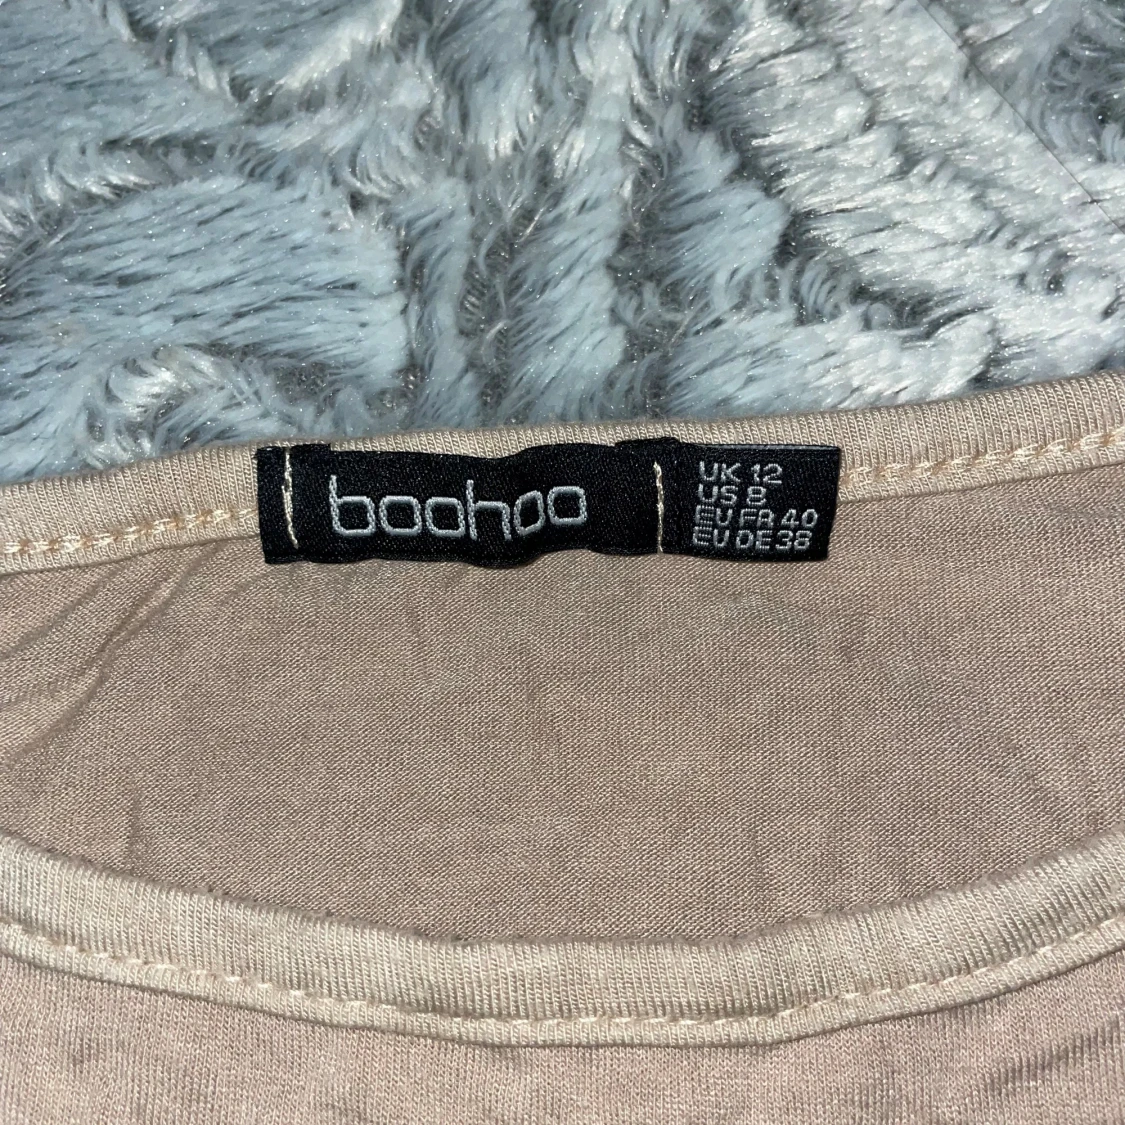 boohoo
UK 12
US 8
EU FR 40
EU DE 38